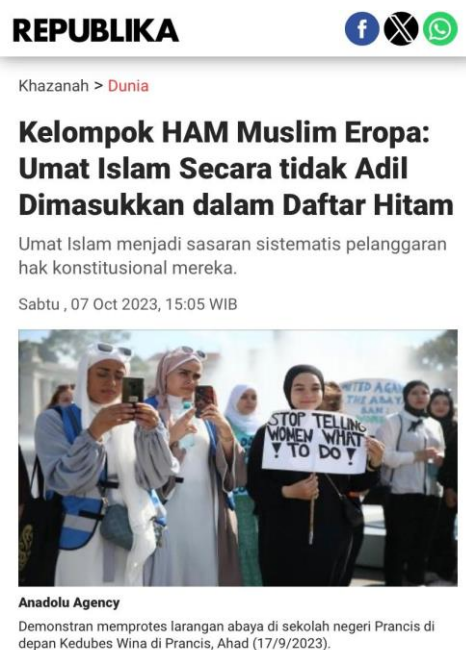 REPUBLIKA
Khazanah > Dunia
Kelompok HAM Muslim Eropa:
Umat Islam Secara tidak Adil
Dimasukkan dalam Daftar Hitam
Umat Islam menjadi sasaran sistematis pelanggaran
hak konstitusional mereka.
Sabtu , 07 Oct 2023, 15:05 WIB
STOP TELLING
WOMEN WHAT
! TO DO !
THE ABAYA
Anadolu Agency
Demonstran memprotes larangan abaya di sekolah negeri Prancis di
depan Kedubes Wina di Prancis, Ahad (17/9/2023).